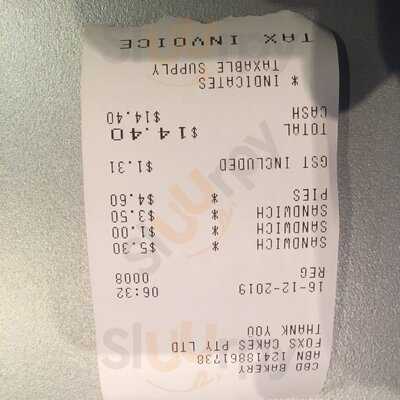 CBD BAKERY
ABN 12418861738
FOXS CAKES PTY LTD
THANK YOU
16-12-2019 06:32
REG 0008
SANDWICH * $5.30
SANDWICH * $1.00
SANDWICH * $3.50
PIES * $4.60
GST INCLUDED $1.31
TOTAL $14.40
CASH $14.40
* INDICATES
TAXABLE SUPPLY
TAX INVOICE
sluurpy
sluurpy